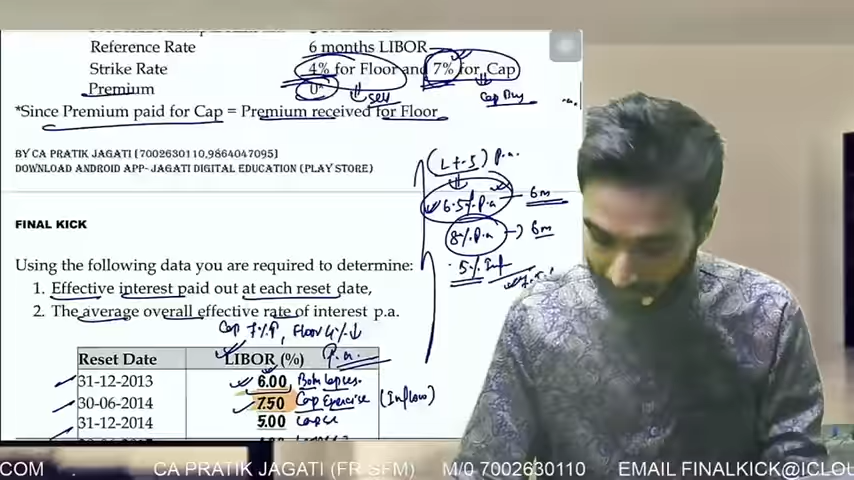 Reference Rate 6 months LIBOR
Strike Rate 4% for Floor and 7% for Cap
Premium 0*
sell
Cap Buy
*Since Premium paid for Cap = Premium received for Floor
BY CA PRATIK JAGATI (7002630110,9864047095)
DOWNLOAD ANDROID APP- JAGATI DIGITAL EDUCATION (PLAY STORE)
(L + .5) p.a.
6.5% p.a 6m
8% p.a 6m
FINAL KICK
Using the following data you are required to determine:
1. Effective interest paid out at each reset date,
2. The average overall effective rate of interest p.a.
Cap 7%↑, Floor 4%↓
p.a.
Reset Date LIBOR (%)
31-12-2013 6.00 Both lapses.
30-06-2014 7.50 Cap Exercise (Inflow)
31-12-2014 5.00 Lapse
COM . CA PRATIK JAGATI (FR SFM) M/0 7002630110 EMAIL FINALKICK@ICLOU